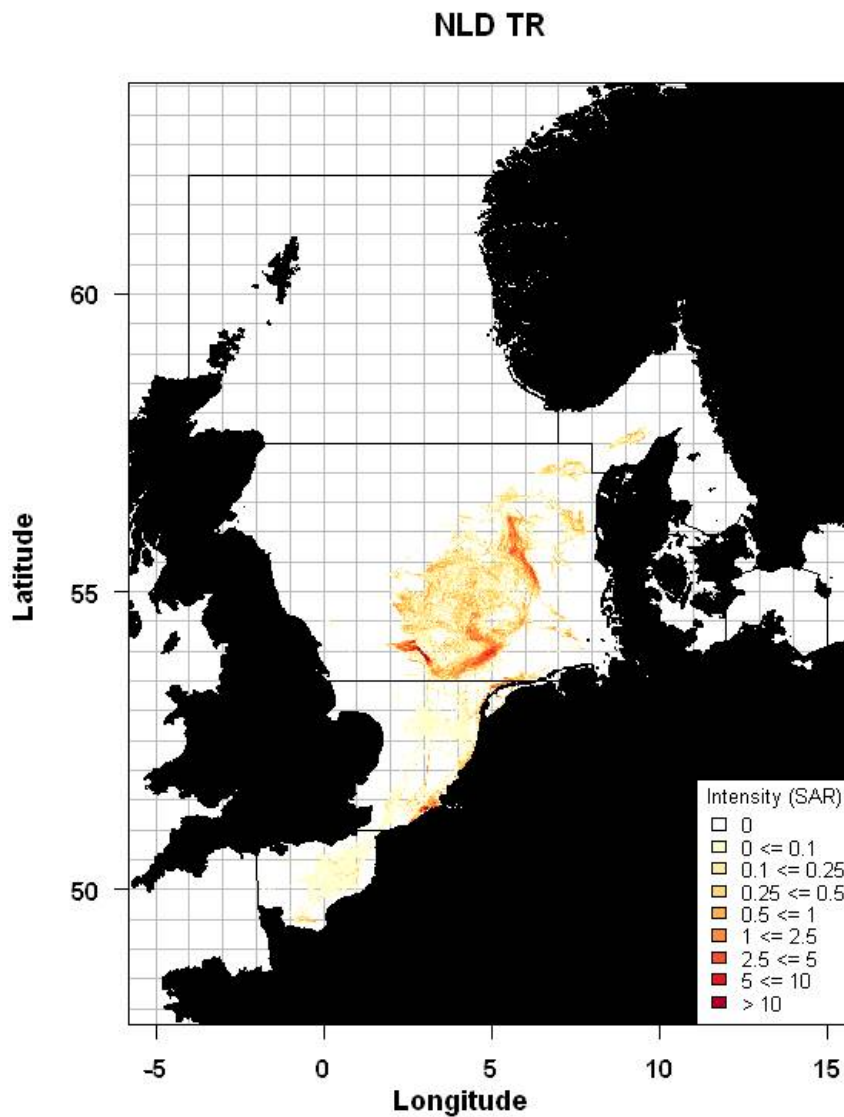 NLD TR
Latitude
60
55
50
Intensity (SAR)
0
0 <= 0.1
0.1 <= 0.25
0.25 <= 0.5
0.5 <= 1
1 <= 2.5
2.5 <= 5
5 <= 10
> 10
-5 0 5 10 15
Longitude